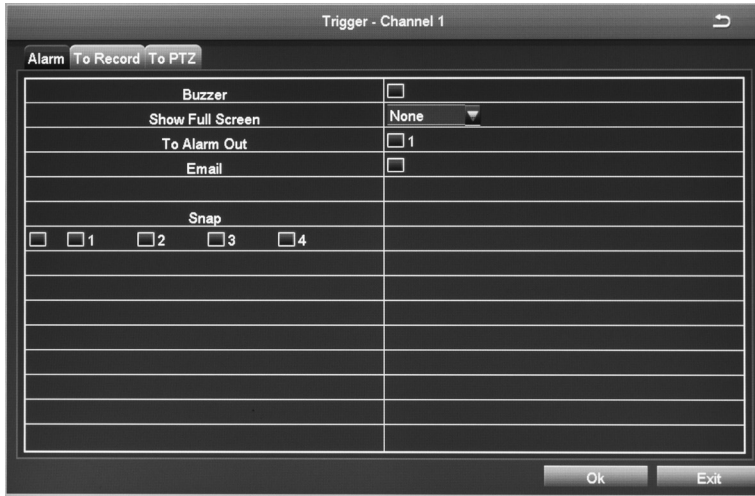 Trigger - Channel 1
Alarm To Record To PTZ
Buzzer
Show Full Screen None
To Alarm Out 1
Email
Snap
1 2 3 4
Ok Exit